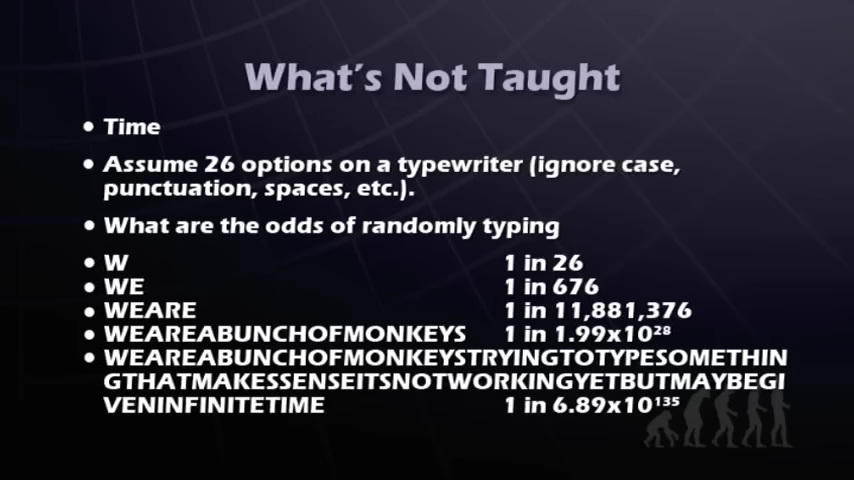 What's Not Taught
• Time
• Assume 26 options on a typewriter (ignore case,
punctuation, spaces, etc.).
• What are the odds of randomly typing
• W 1 in 26
• WE 1 in 676
• WEARE 1 in 11,881,376
• WEAREABUNCHOFMONKEYS 1 in 1.99x10²⁸
• WEAREABUNCHOFMONKEYSTRYINGTOTYPESOMETHIN
GTHATMAKESSENSEITSNOTWORKINGYETBUTMAYBEGI
VENINFINITETIME 1 in 6.89x10¹³⁵